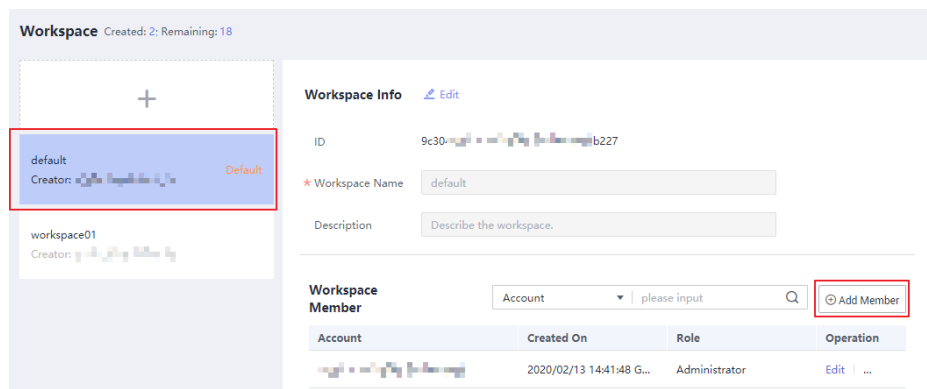 Workspace Created: 2; Remaining: 18
+
default
Creator:
Default
workspace01
Creator:
Workspace Info Edit
ID 9c30- b227
* Workspace Name default
Description Describe the workspace.
Workspace
Member
Account please input
Add Member
Account Created On Role Operation
2020/02/13 14:41:48 G... Administrator Edit | ...